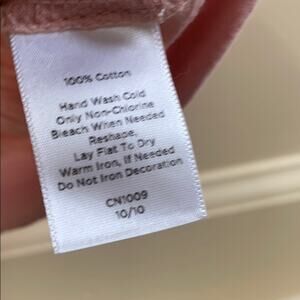 100% Cotton
Hand Wash Cold
Only Non-Chlorine
Bleach When Needed
Reshape,
Lay Flat To Dry
Warm Iron, If Needed
Do Not Iron Decoration
CN1009
10/10